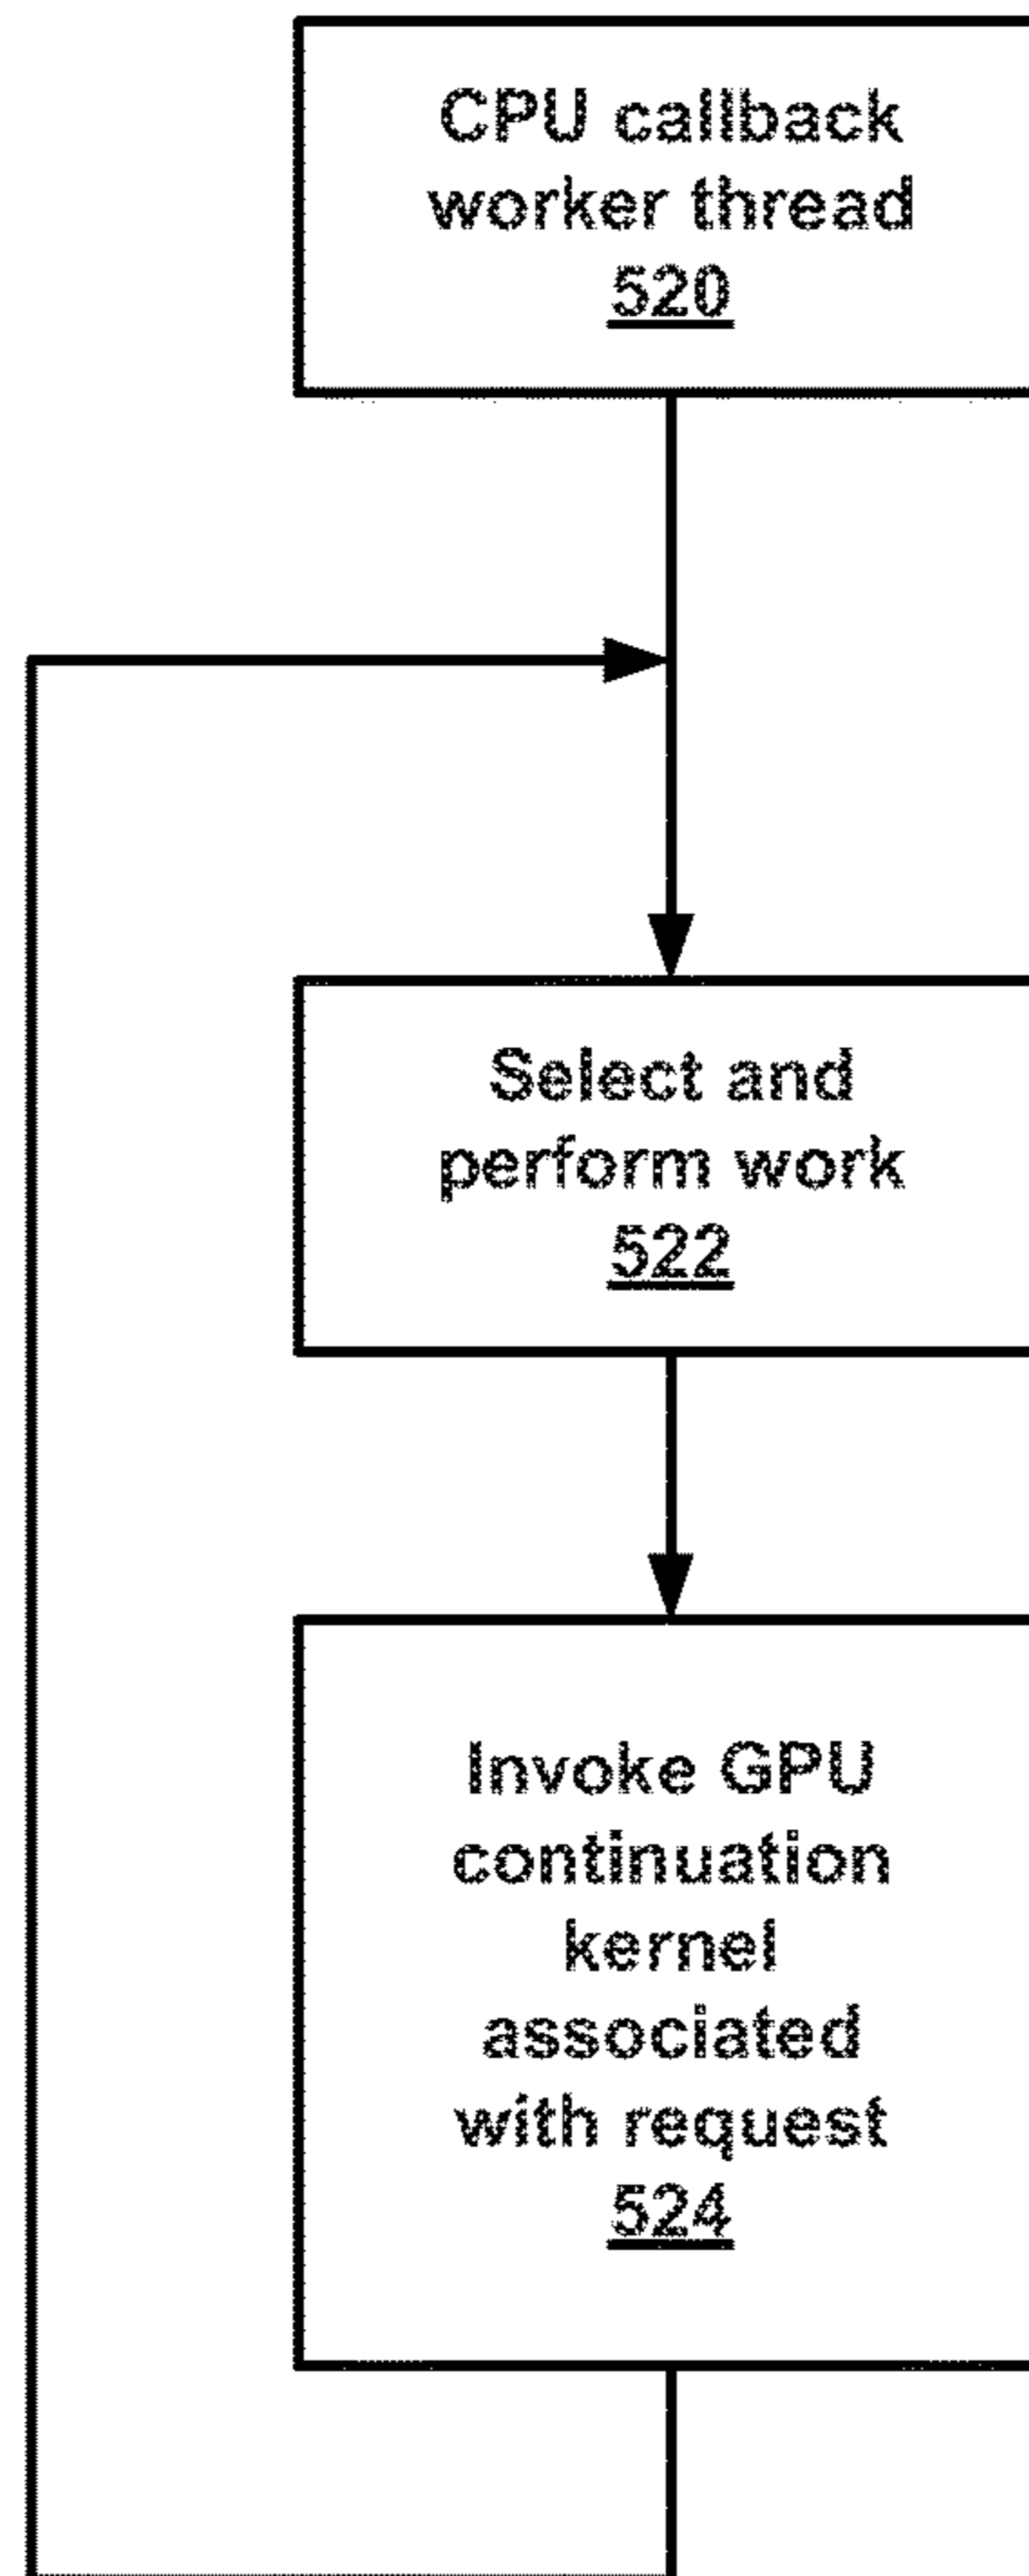 CPU callback
worker thread
520
Select and
perform work
522
Invoke GPU
continuation
kernel
associated
with request
524